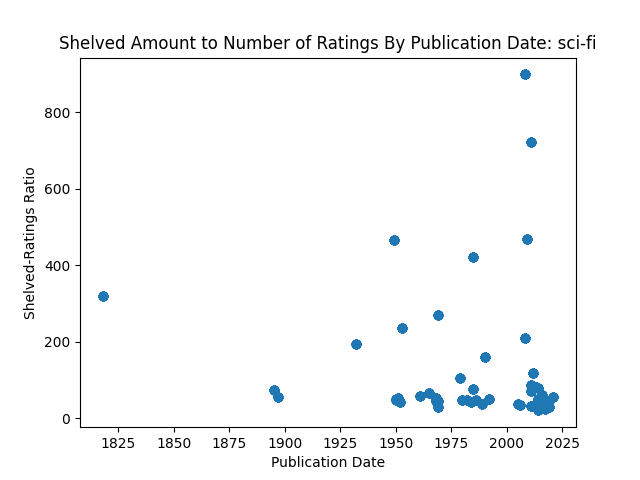 Shelved Amount to Number of Ratings By Publication Date: sci-fi
Shelved-Ratings Ratio
800
600
400
200
0
1825 1850 1875 1900 1925 1950 1975 2000 2025
Publication Date